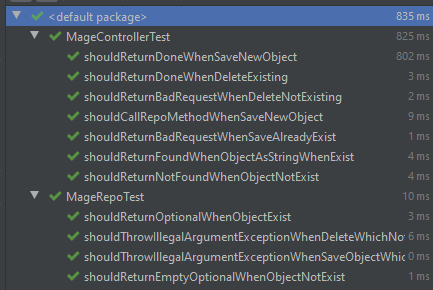 <default package> 835 ms
MageControllerTest 825 ms
shouldReturnDoneWhenSaveNewObject 802 ms
shouldReturnDoneWhenDeleteExisting 3 ms
shouldReturnBadRequestWhenDeleteNotExisting 2 ms
shouldCallRepoMethodWhenSaveNewObject 9 ms
shouldReturnBadRequestWhenSaveAlreadyExist 1 ms
shouldReturnFoundWhenObjectAsStringWhenExist 4 ms
shouldReturnNotFoundWhenObjectNotExist 4 ms
MageRepoTest 10 ms
shouldReturnOptionalWhenObjectExist 3 ms
shouldThrowIllegalArgumentExceptionWhenDeleteWhichNo 6 ms
shouldThrowIllegalArgumentExceptionWhenSaveObjectWhic 0 ms
shouldReturnEmptyOptionalWhenObjectNotExist 1 ms